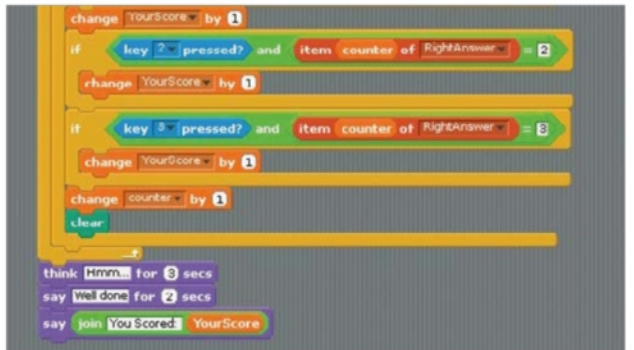 change YourScore by 1
if key 2 pressed? and item counter of RightAnswer = 2
change YourScore by 1
if key 3 pressed? and item counter of RightAnswer = 3
change YourScore by 1
change counter by 1
clear
think Hmm... for 3 secs
say Well done for 2 secs
say join You Scored: YourScore